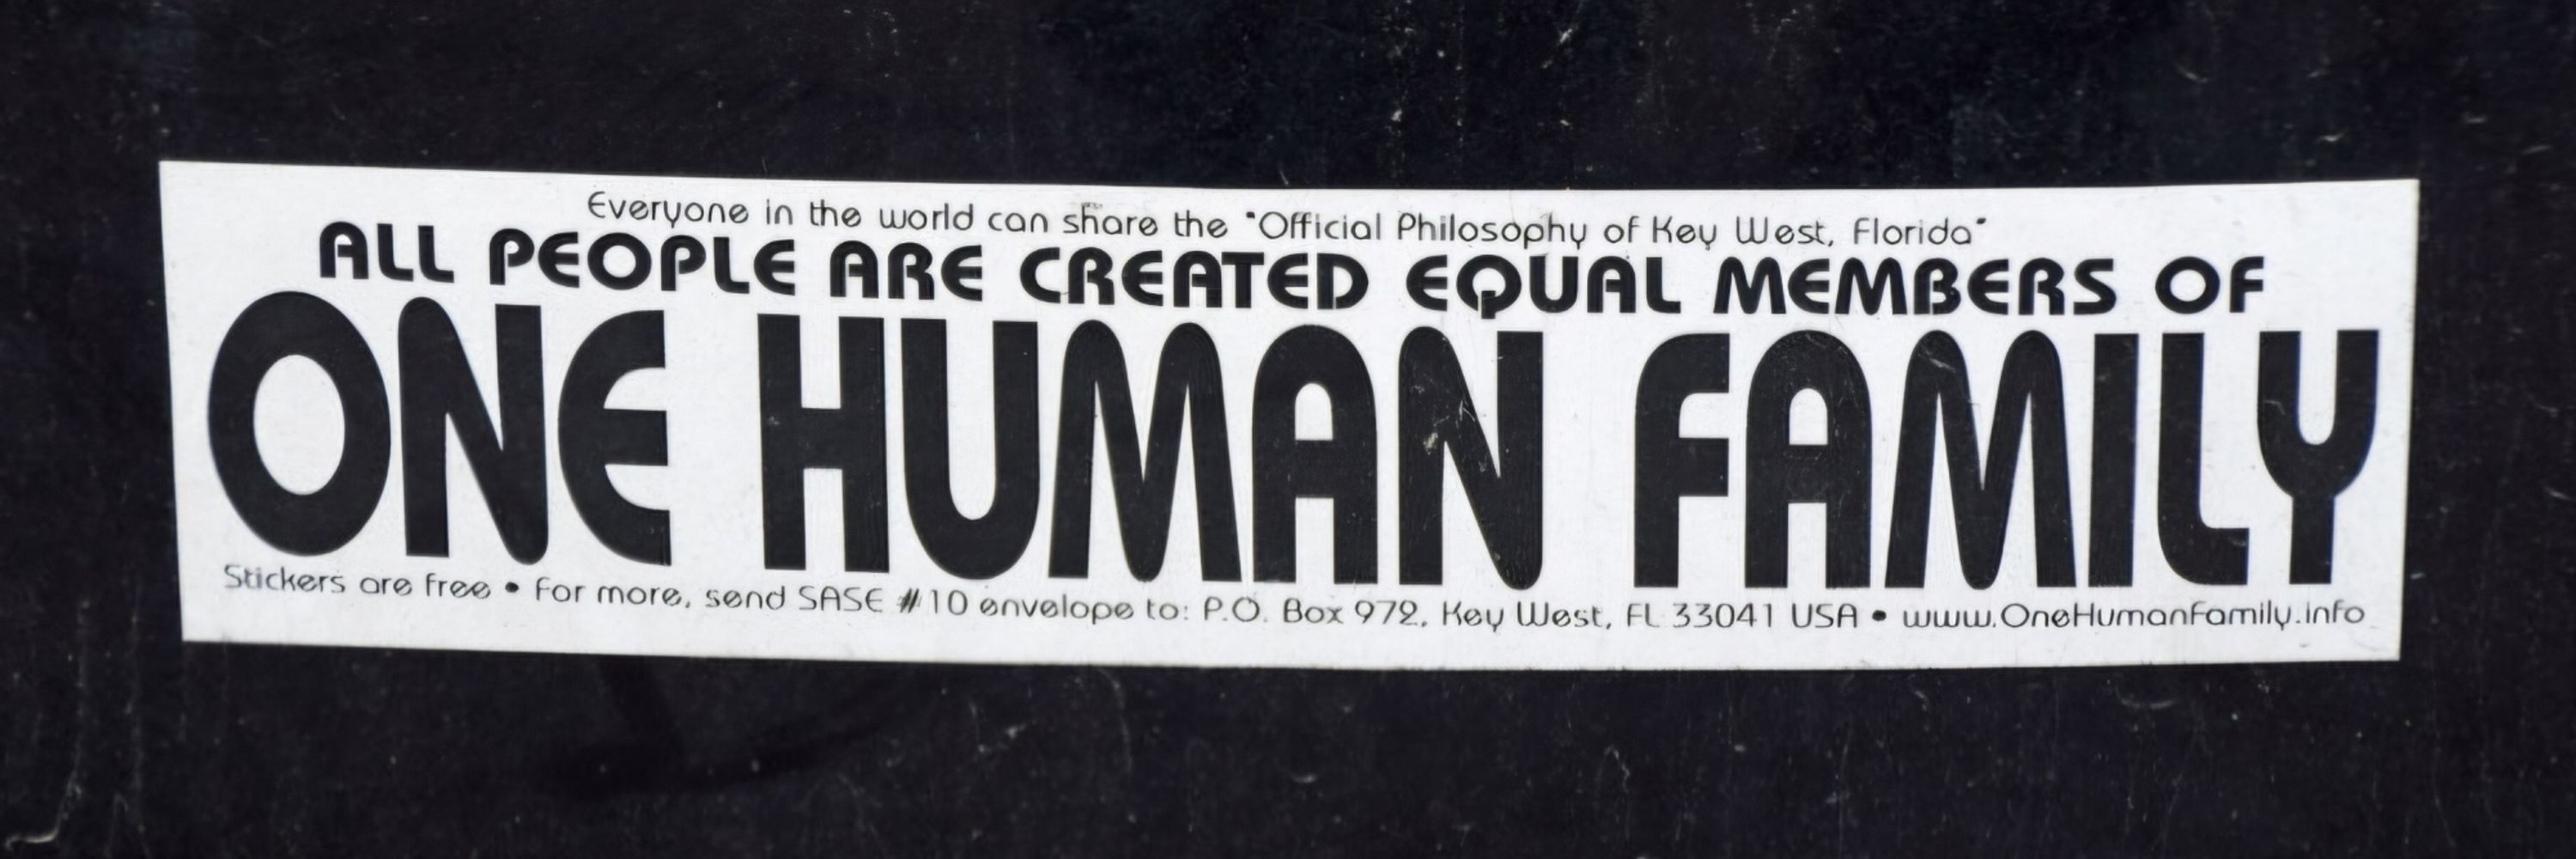 Everyone in the world can share the "Official Philosophy of Key West, Florida"
ALL PEOPLE ARE CREATED EQUAL MEMBERS OF
ONE HUMAN FAMILY
Stickers are free • For more, send SASE #10 envelope to: P.O. Box 972, Key West, FL 33041 USA • www.OneHumanFamily.info